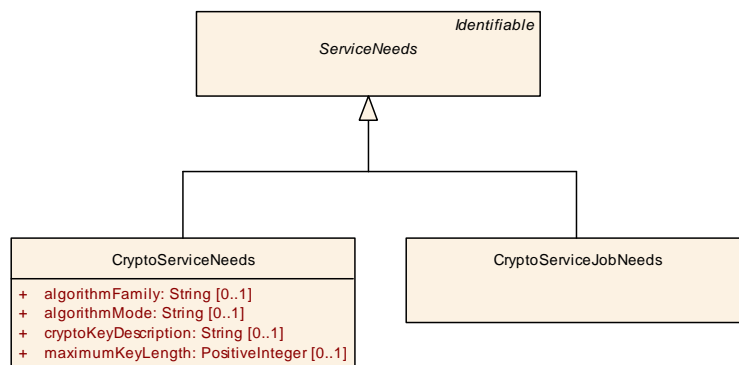 Identifiable
ServiceNeeds
CryptoServiceNeeds
+ algorithmFamily: String [0..1]
+ algorithmMode: String [0..1]
+ cryptoKeyDescription: String [0..1]
+ maximumKeyLength: PositiveInteger [0..1]
CryptoServiceJobNeeds